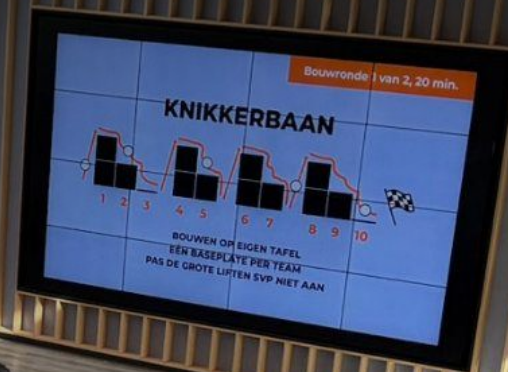 Bouwronde 1 van 2, 20 min.
KNIKKERBAAN
1 2 3 4 5 6 7 8 9 10
BOUWEN OP EIGEN TAFEL
EEN BASEPLATE PER TEAM
PAS DE GROTE LIFTEN SVP NIET AAN